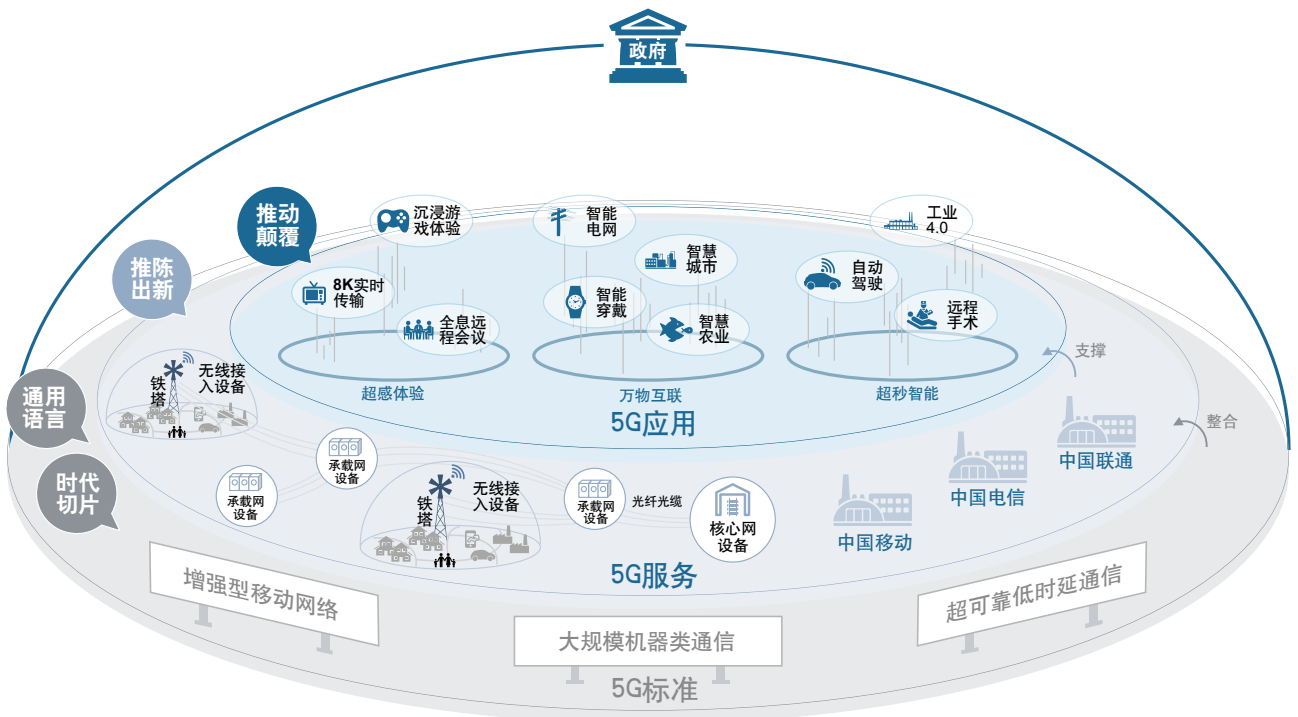 政府
推动
颠覆
沉浸游
戏体验
智能
电网
工业
4.0
推陈
出新
8K实时
传输
智慧
城市
自动
驾驶
智能
穿戴
全息远
程会议
智慧
农业
远程
手术
超感体验
万物互联
超秒智能
5G应用
支撑
整合
通用
语言
时代
切片
铁
塔
无线接
入设备
承载网
设备
承载网
设备
铁
塔
无线接
入设备
承载网
设备
光纤光缆
核心网
设备
中国移动
中国电信
中国联通
5G服务
增强型移动网络
大规模机器类通信
超可靠低时延通信
5G标准